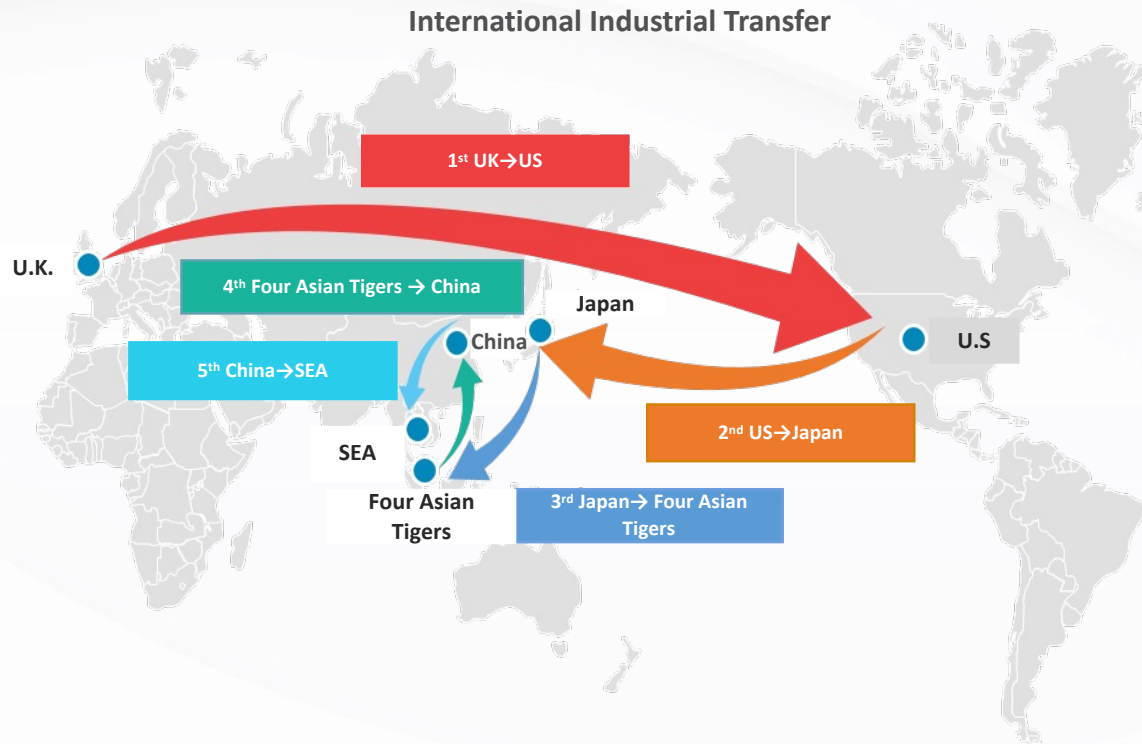 International Industrial Transfer
1st UK→US
U.K.
4th Four Asian Tigers → China
Japan
China
U.S
5th China→SEA
2nd US→Japan
SEA
Four Asian
Tigers
3rd Japan→ Four Asian
Tigers